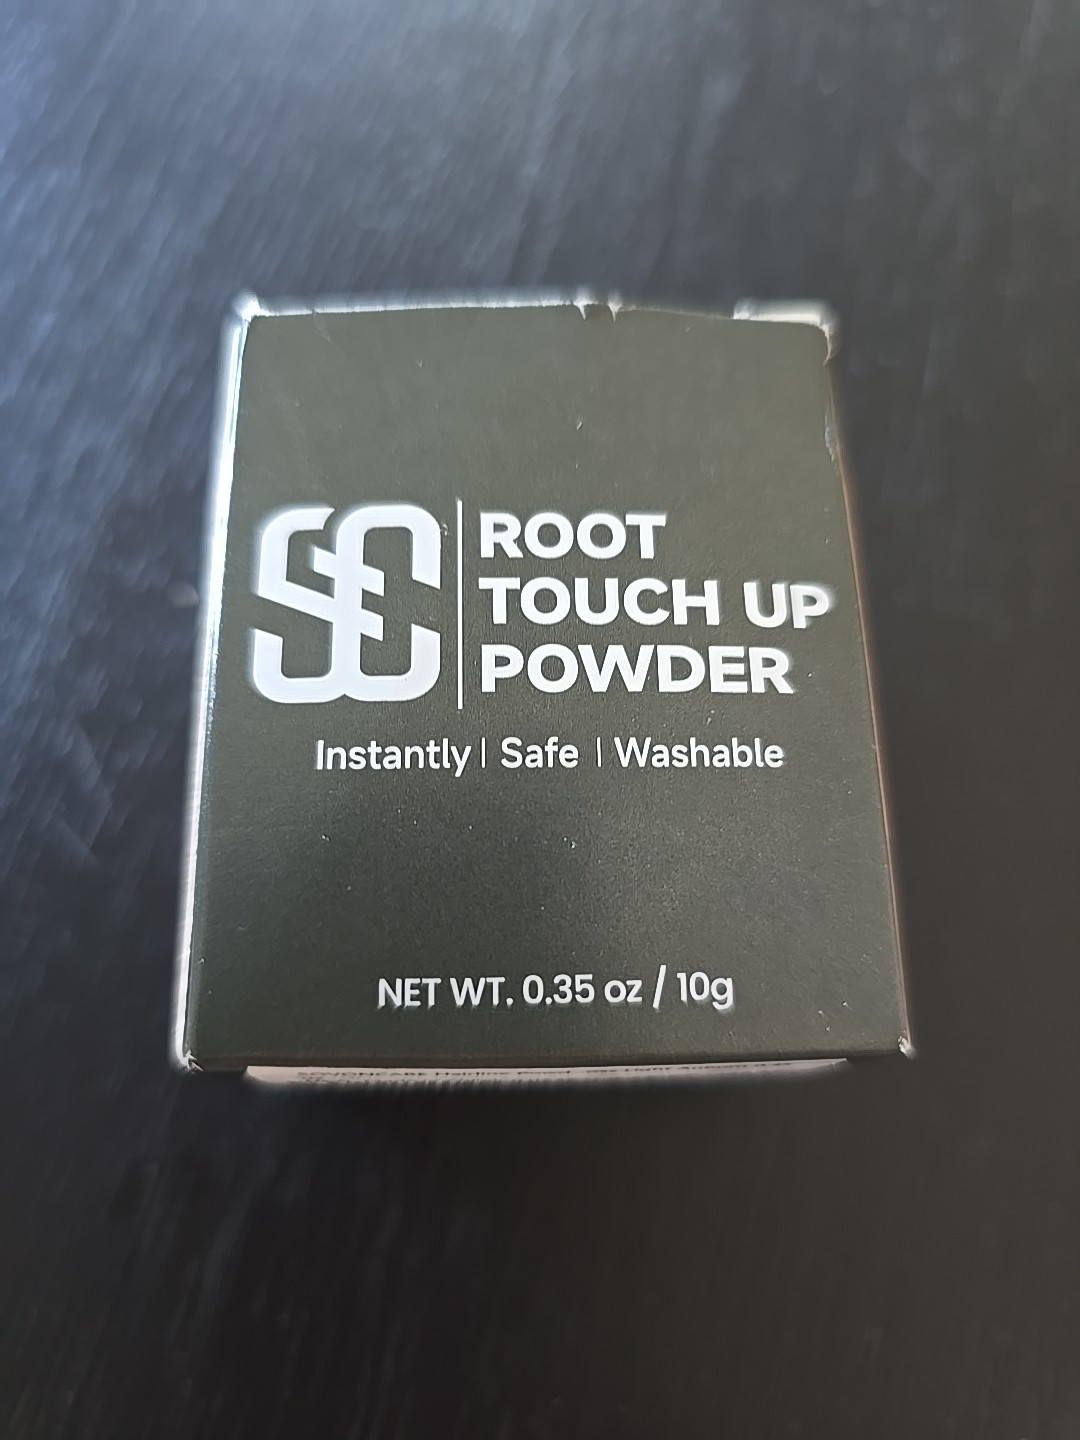 SC
ROOT
TOUCH UP
POWDER
Instantly | Safe | Washable
NET WT. 0.35 oz / 10g